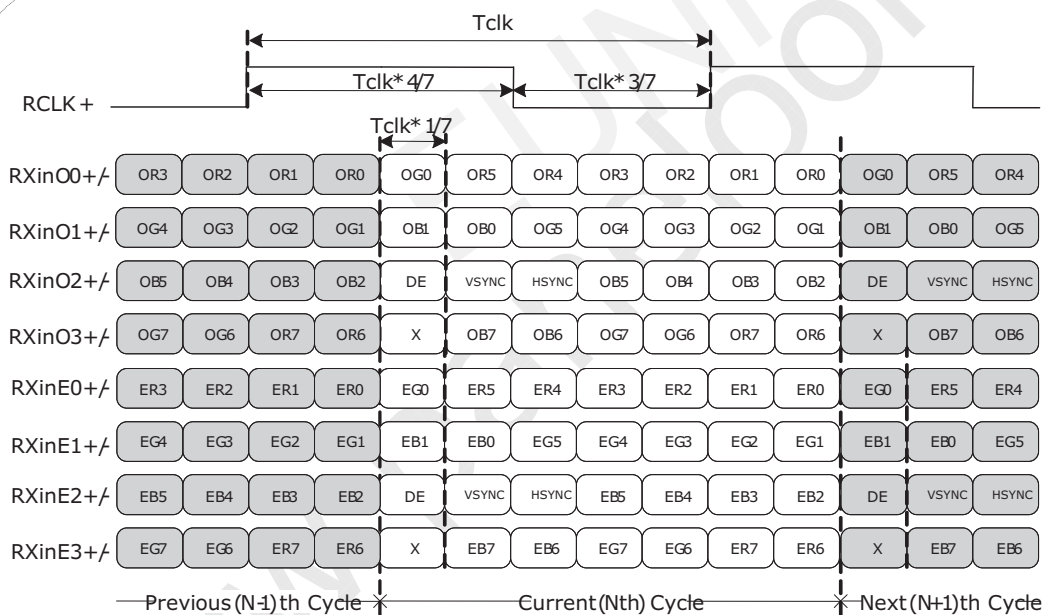 Tclk
Tclk* 4/7 Tclk* 3/7
RCLK +
Tclk* 1/7
RXinO0+/- OR3 OR2 OR1 OR0 OG0 OR5 OR4 OR3 OR2 OR1 OR0 OG0 OR5 OR4
RXinO1+/- OG4 OG3 OG2 OG1 OB1 OB0 OG5 OG4 OG3 OG2 OG1 OB1 OB0 OG5
RXinO2+/- OB5 OB4 OB3 OB2 DE VSYNC HSYNC OB5 OB4 OB3 OB2 DE VSYNC HSYNC
RXinO3+/- OG7 OG6 OR7 OR6 X OB7 OB6 OG7 OG6 OR7 OR6 X OB7 OB6
RXinE0+/- ER3 ER2 ER1 ER0 EG0 ER5 ER4 ER3 ER2 ER1 ER0 EG0 ER5 ER4
RXinE1+/- EG4 EG3 EG2 EG1 EB1 EB0 EG5 EG4 EG3 EG2 EG1 EB1 EB0 EG5
RXinE2+/- EB5 EB4 EB3 EB2 DE VSYNC HSYNC EB5 EB4 EB3 EB2 DE VSYNC HSYNC
RXinE3+/- EG7 EG6 ER7 ER6 X EB7 EB6 EG7 EG6 ER7 ER6 X EB7 EB6
Previous (N-1) th Cycle Current (Nth) Cycle Next (N+1) th Cycle